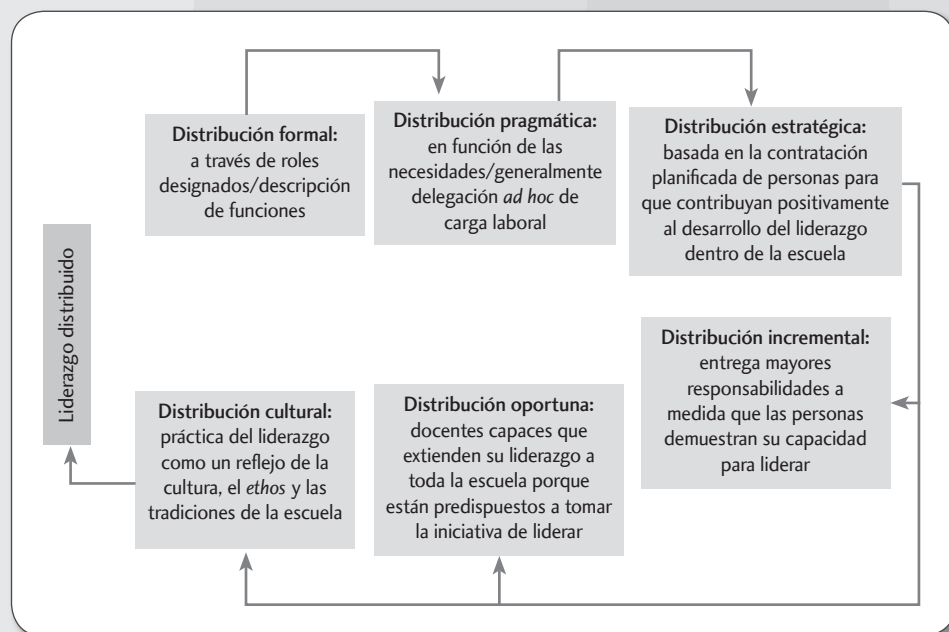 Distribución formal:
a través de roles
designados/descripción
de funciones
Distribución pragmática:
en función de las
necesidades/generalmente
delegación ad hoc de
carga laboral
Distribución estratégica:
basada en la contratación
planificada de personas para
que contribuyan positivamente
al desarrollo del liderazgo
dentro de la escuela
Distribución incremental:
entrega mayores
responsabilidades a
medida que las personas
demuestran su capacidad
para liderar
Distribución oportuna:
docentes capaces que
extienden su liderazgo a
toda la escuela porque
están predispuestos a tomar
la iniciativa de liderar
Distribución cultural:
práctica del liderazgo
como un reflejo de la
cultura, el ethos y las
tradiciones de la escuela
Liderazgo distribuido